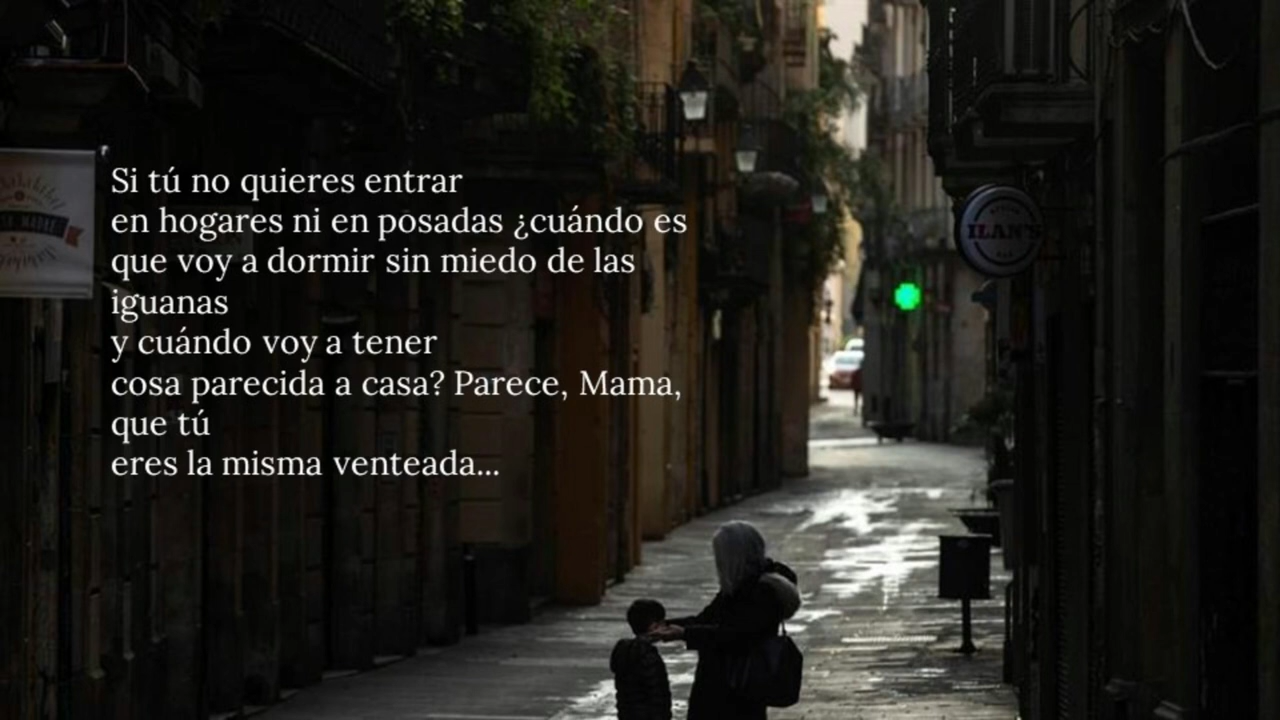 Si tú no quieres entrar
en hogares ni en posadas ¿cuándo es
que voy a dormir sin miedo de las
iguanas
y cuándo voy a tener
cosa parecida a casa? Parece, Mama,
que tú
eres la misma venteada...
ILAN'S